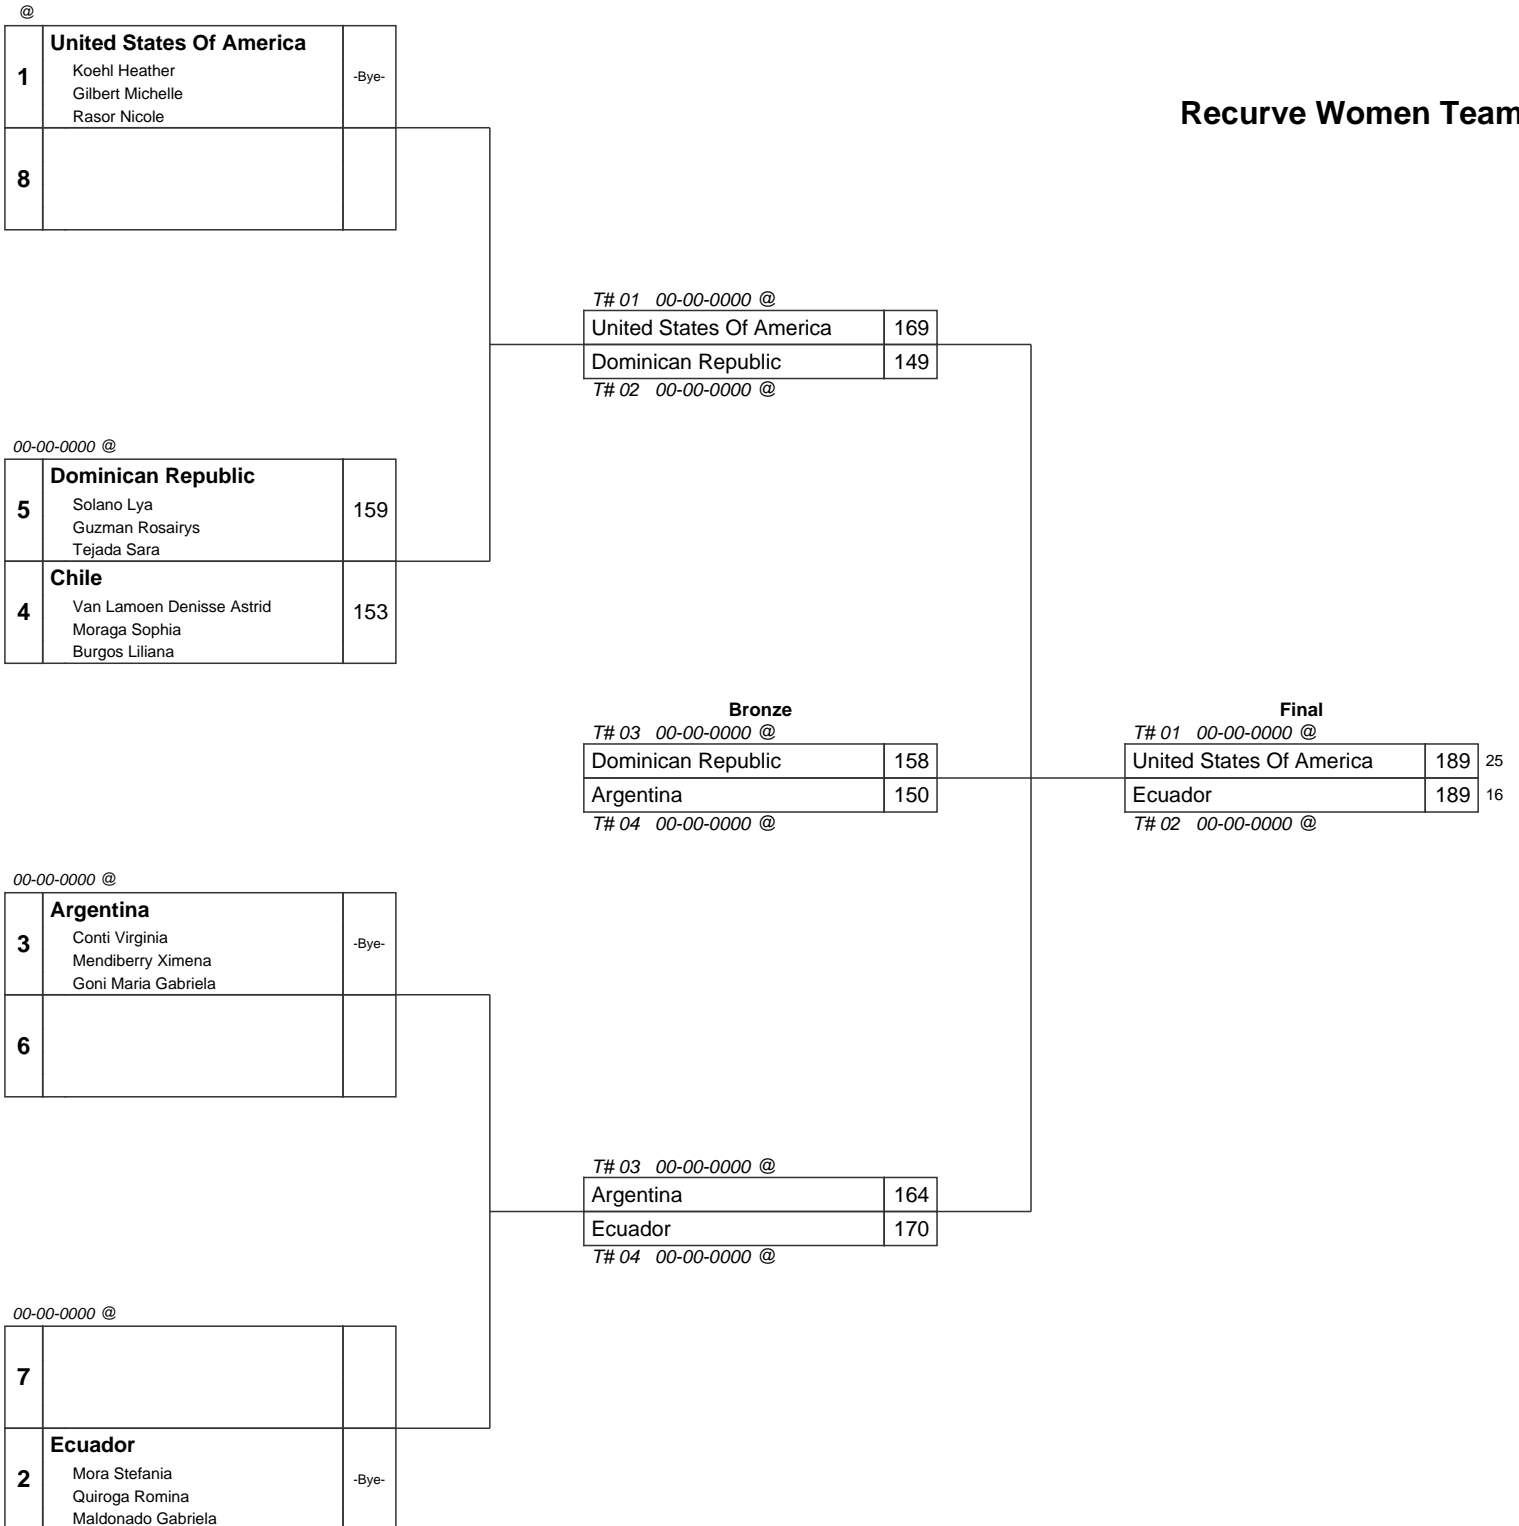 @
1
United States Of America
Koehl Heather
Gilbert Michelle
Rasor Nicole
-Bye-
Recurve Women Team
8
T# 01 00-00-0000 @
United States Of America 169
Dominican Republic 149
T# 02 00-00-0000 @
00-00-0000 @
5
Dominican Republic
Solano Lya
Guzman Rosairys
Tejada Sara
159
4
Chile
Van Lamoen Denisse Astrid
Moraga Sophia
Burgos Liliana
153
Bronze
T# 03 00-00-0000 @
Dominican Republic 158
Argentina 150
T# 04 00-00-0000 @
Final
T# 01 00-00-0000 @
United States Of America 189 25
Ecuador 189 16
T# 02 00-00-0000 @
00-00-0000 @
3
Argentina
Conti Virginia
Mendiberry Ximena
Goni Maria Gabriela
-Bye-
6
T# 03 00-00-0000 @
Argentina 164
Ecuador 170
T# 04 00-00-0000 @
00-00-0000 @
7
2
Ecuador
Mora Stefania
Quiroga Romina
Maldonado Gabriela
-Bye-